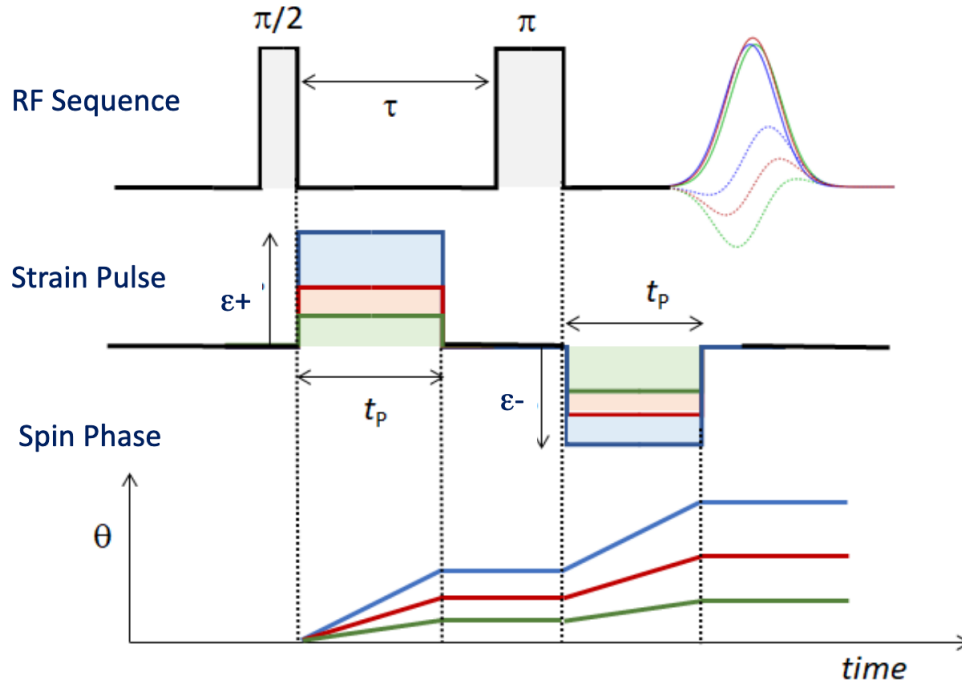 π/2
π
RF Sequence
τ
Strain Pulse
ε+
tP
tP
ε-
Spin Phase
θ
time